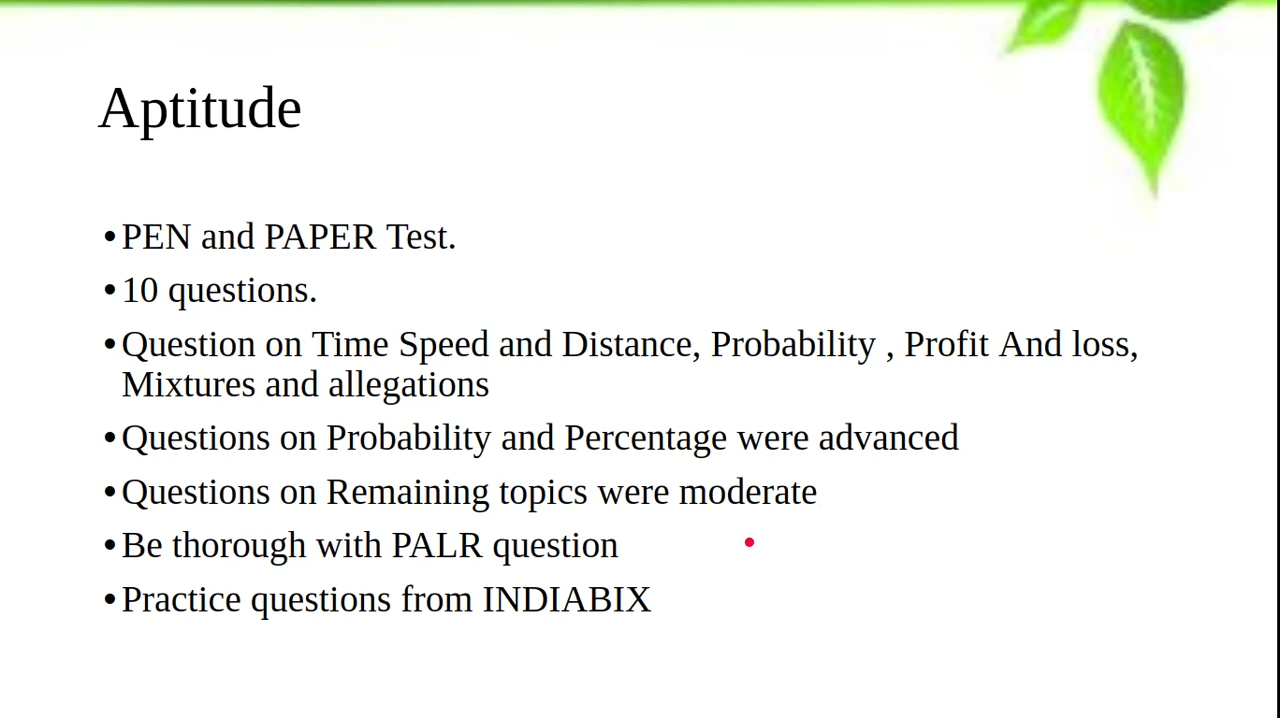 Aptitude
•PEN and PAPER Test.
•10 questions.
•Question on Time Speed and Distance, Probability , Profit And loss,
Mixtures and allegations
•Questions on Probability and Percentage were advanced
•Questions on Remaining topics were moderate
•Be thorough with PALR question
•Practice questions from INDIABIX